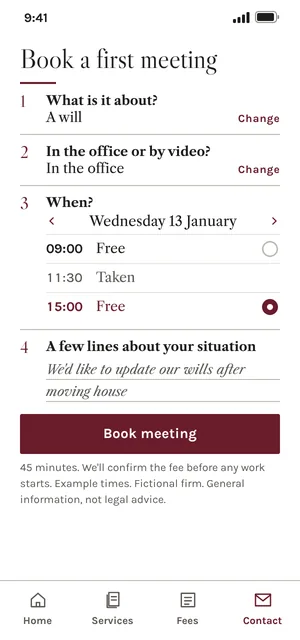 9:41
Book a first meeting
1 What is it about?
A will
Change
2 In the office or by video?
In the office
Change
3 When?
Wednesday 13 January
09:00 Free
11:30 Taken
15:00 Free
4 A few lines about your situation
We'd like to update our wills after
moving house
Book meeting
45 minutes. We'll confirm the fee before any work
starts. Example times. Fictional firm. General
information, not legal advice.
Home Services Fees Contact